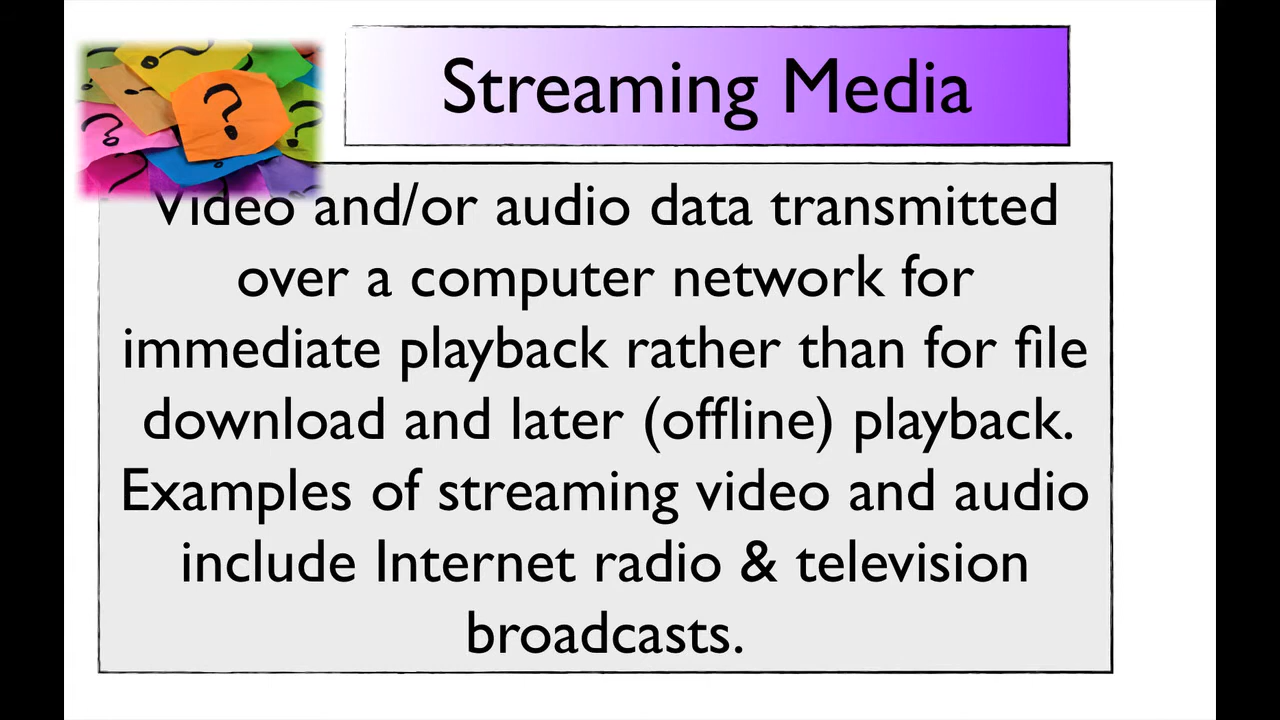 Streaming Media
Video and/or audio data transmitted
over a computer network for
immediate playback rather than for file
download and later (offline) playback.
Examples of streaming video and audio
include Internet radio & television
broadcasts.